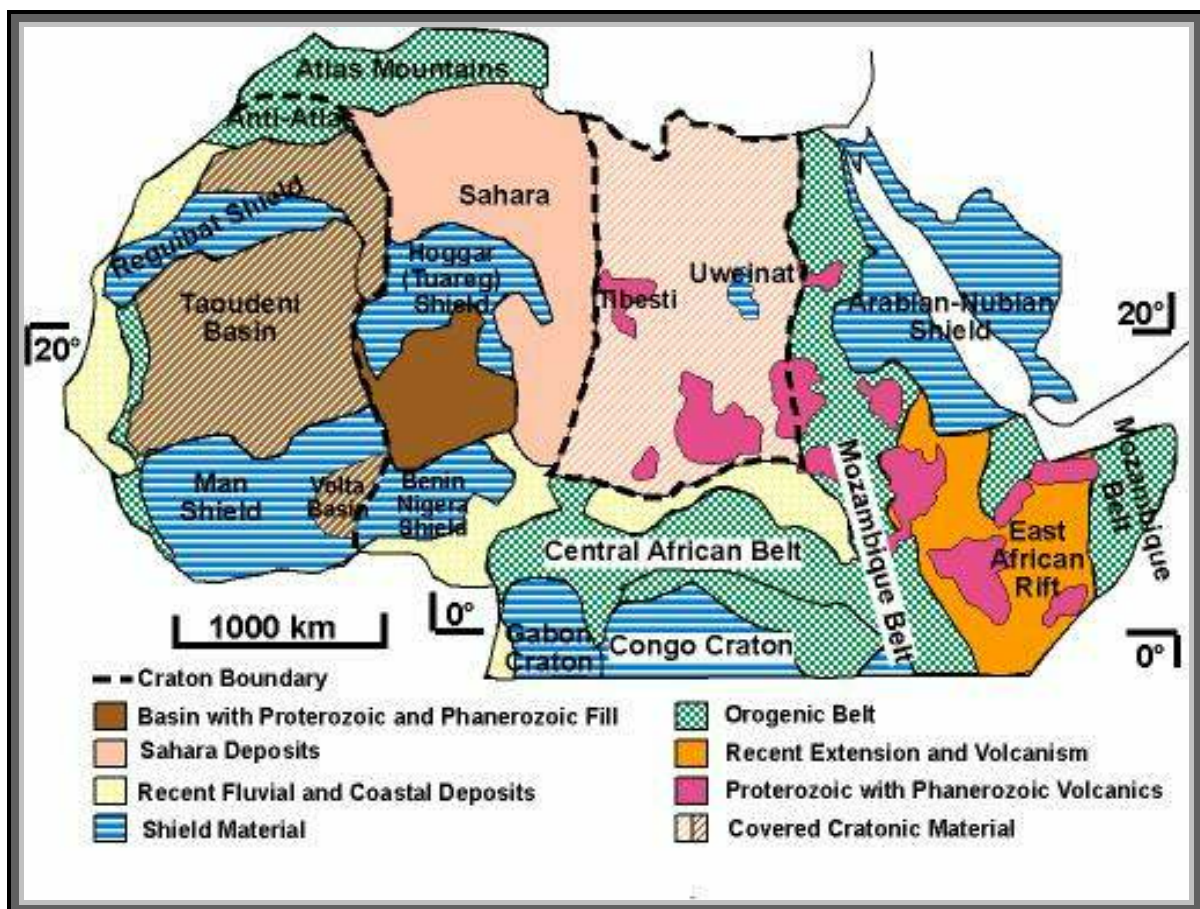 Atlas Mountains
Anti-Atlas
Sahara
Reguibat Shield
Hoggar
(Tuareg)
Shield
Uweinat
Tibesti
Taoudeni
Basin
Arabian-Nubian
Shield
20°
20°
Man
Shield
Volta
Basin
Benin
Nigera
Shield
Mozambique Belt
Mozambique
Belt
East
African
Rift
Central African Belt
Gabon
Craton
Congo Craton
1000 km
0°
0°
Craton Boundary
Basin with Proterozoic and Phanerozoic Fill
Sahara Deposits
Recent Fluvial and Coastal Deposits
Shield Material
Orogenic Belt
Recent Extension and Volcanism
Proterozoic with Phanerozoic Volcanics
Covered Cratonic Material